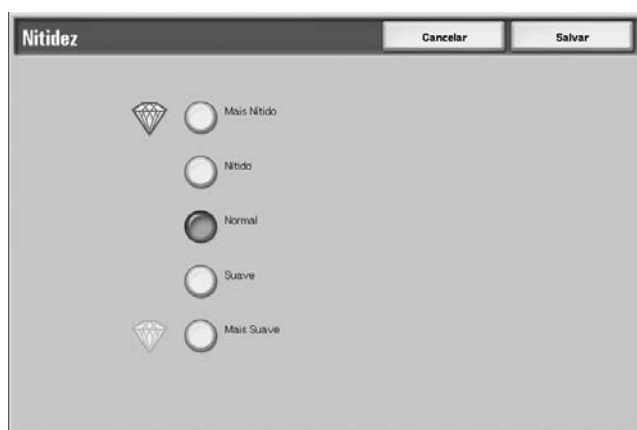 Nitidez
Cancelar
Salvar
Mais Nítido
Nítido
Normal
Suave
Mais Suave